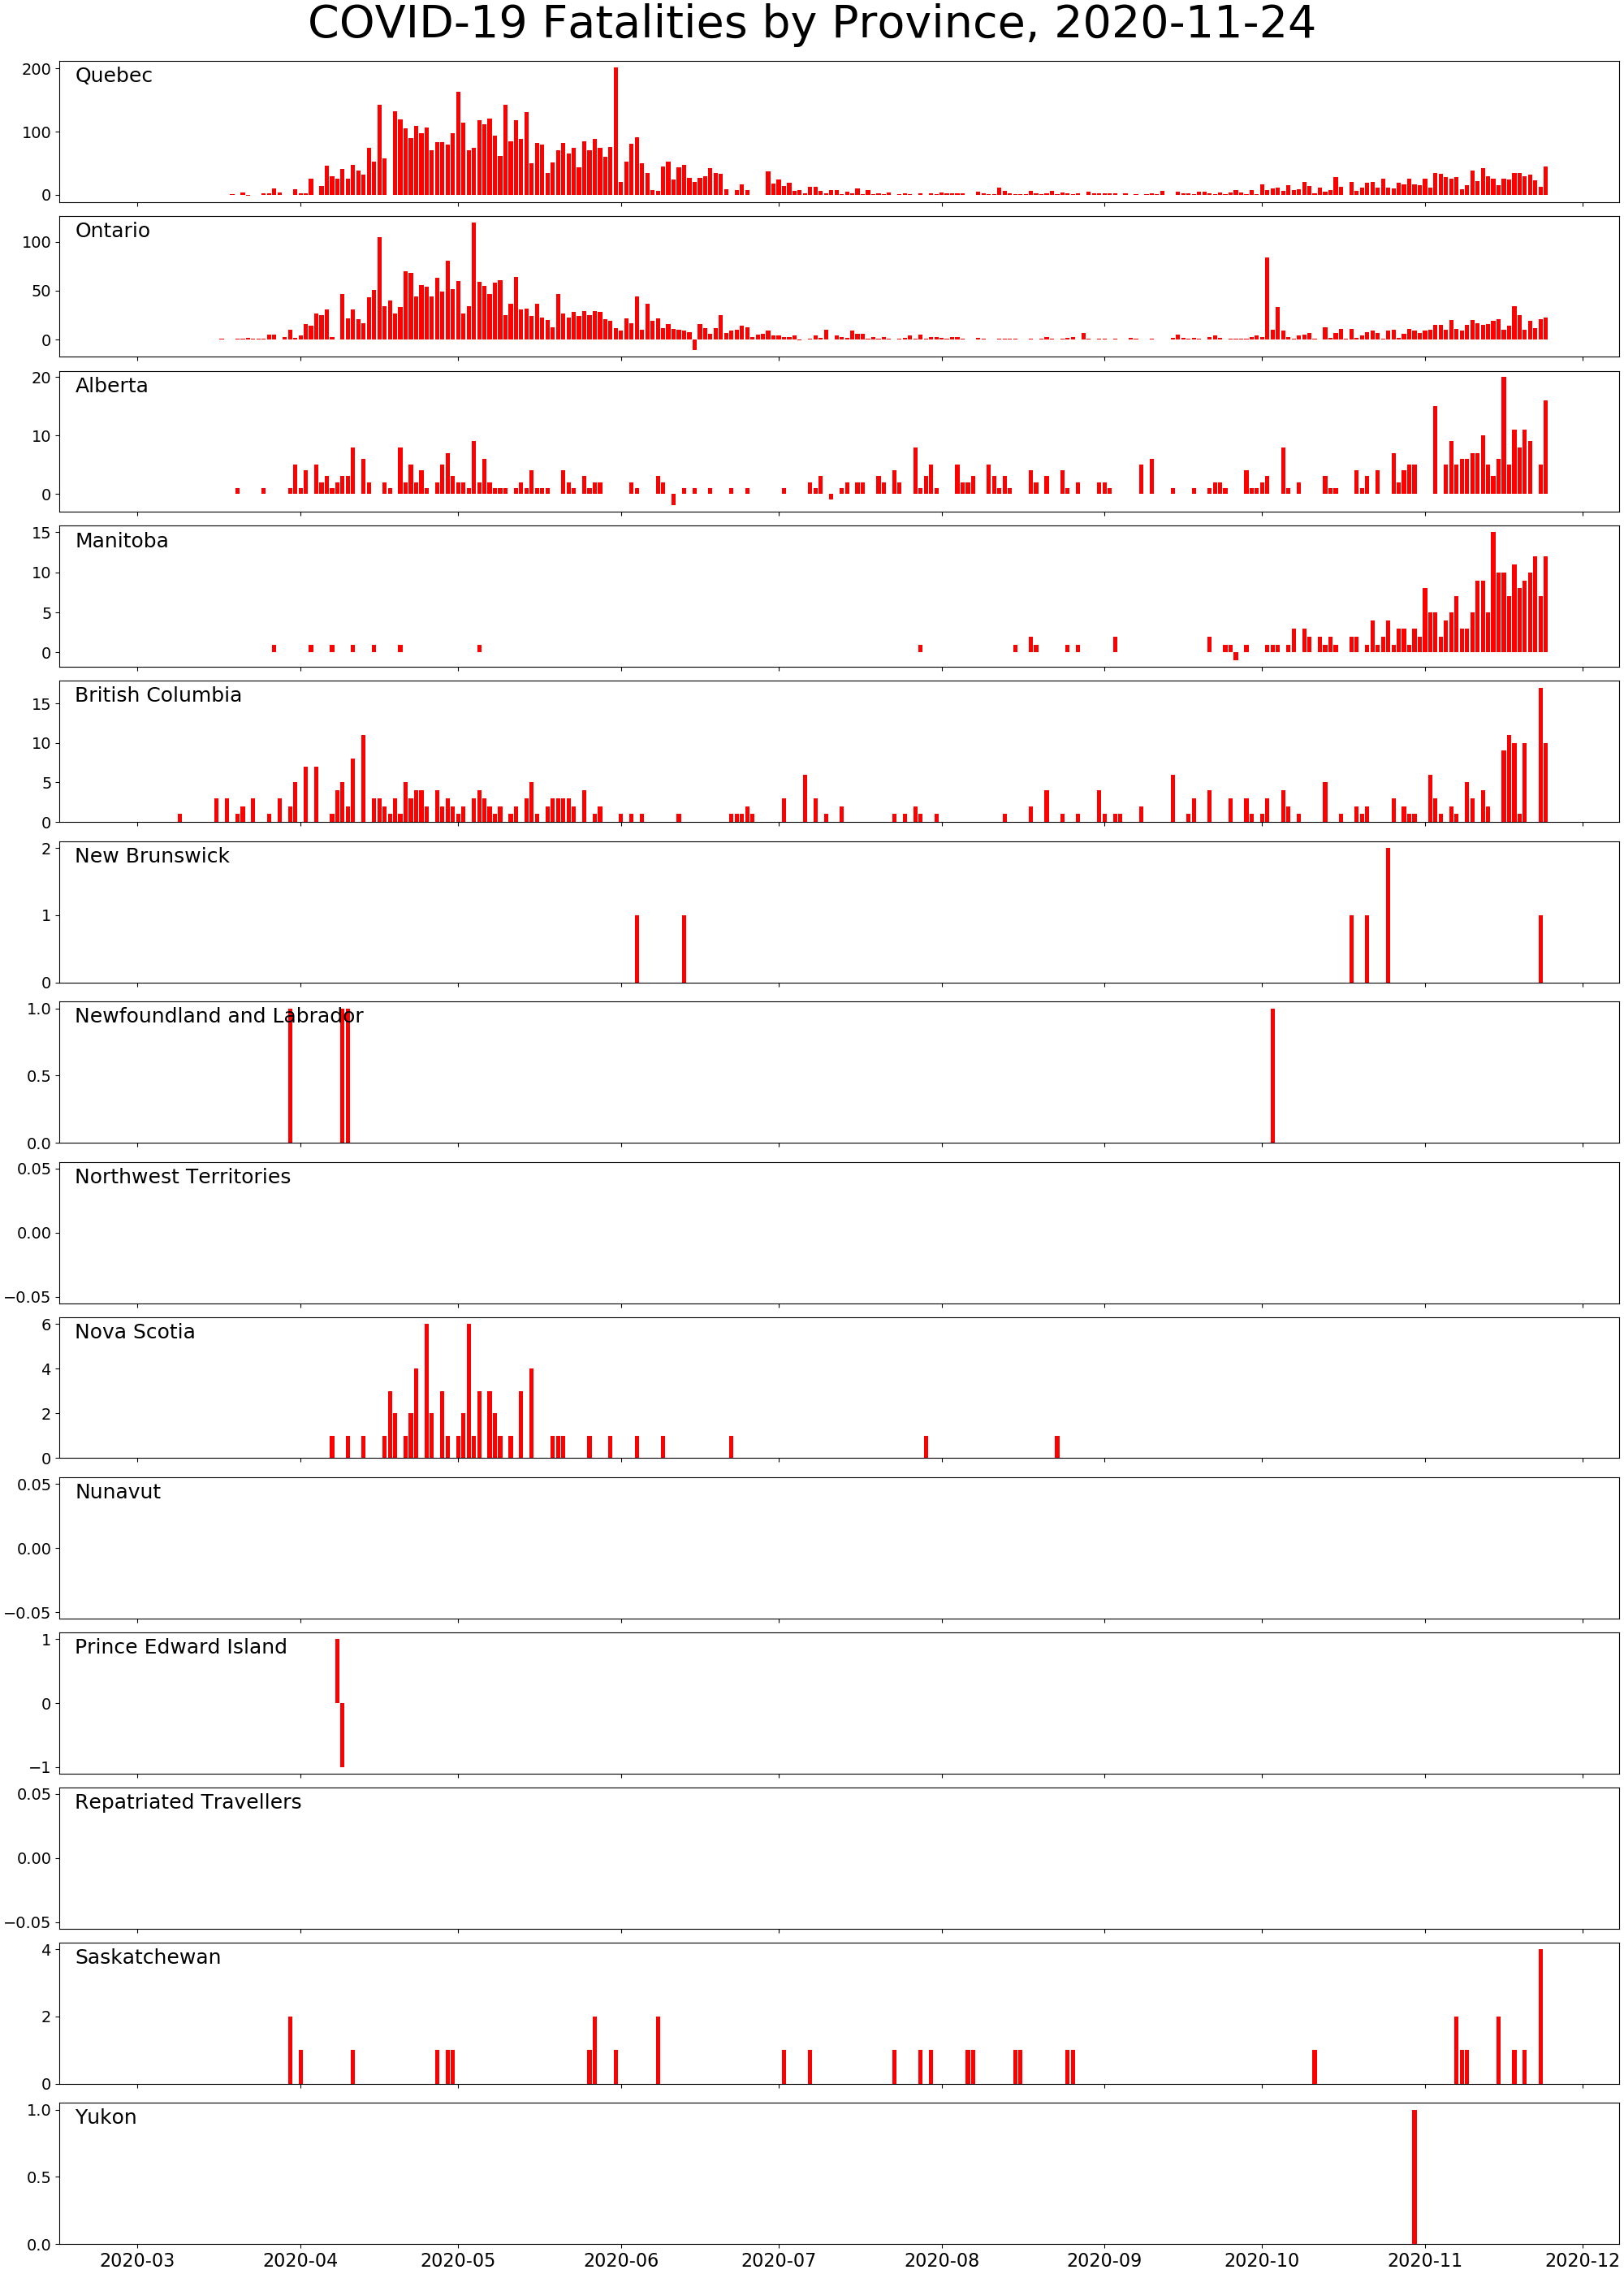 COVID-19 Fatalities by Province, 2020-11-24
Quebec
200
100
0
Ontario
100
50
0
Alberta
20
10
0
Manitoba
15
10
5
0
British Columbia
15
10
5
0
New Brunswick
2
1
0
Newfoundland and Labrador
1.0
0.5
0.0
Northwest Territories
0.05
0.00
−0.05
Nova Scotia
6
4
2
0
Nunavut
0.05
0.00
−0.05
Prince Edward Island
1
0
−1
Repatriated Travellers
0.05
0.00
−0.05
Saskatchewan
4
2
0
Yukon
1.0
0.5
0.0
2020-03 2020-04 2020-05 2020-06 2020-07 2020-08 2020-09 2020-10 2020-11 2020-12